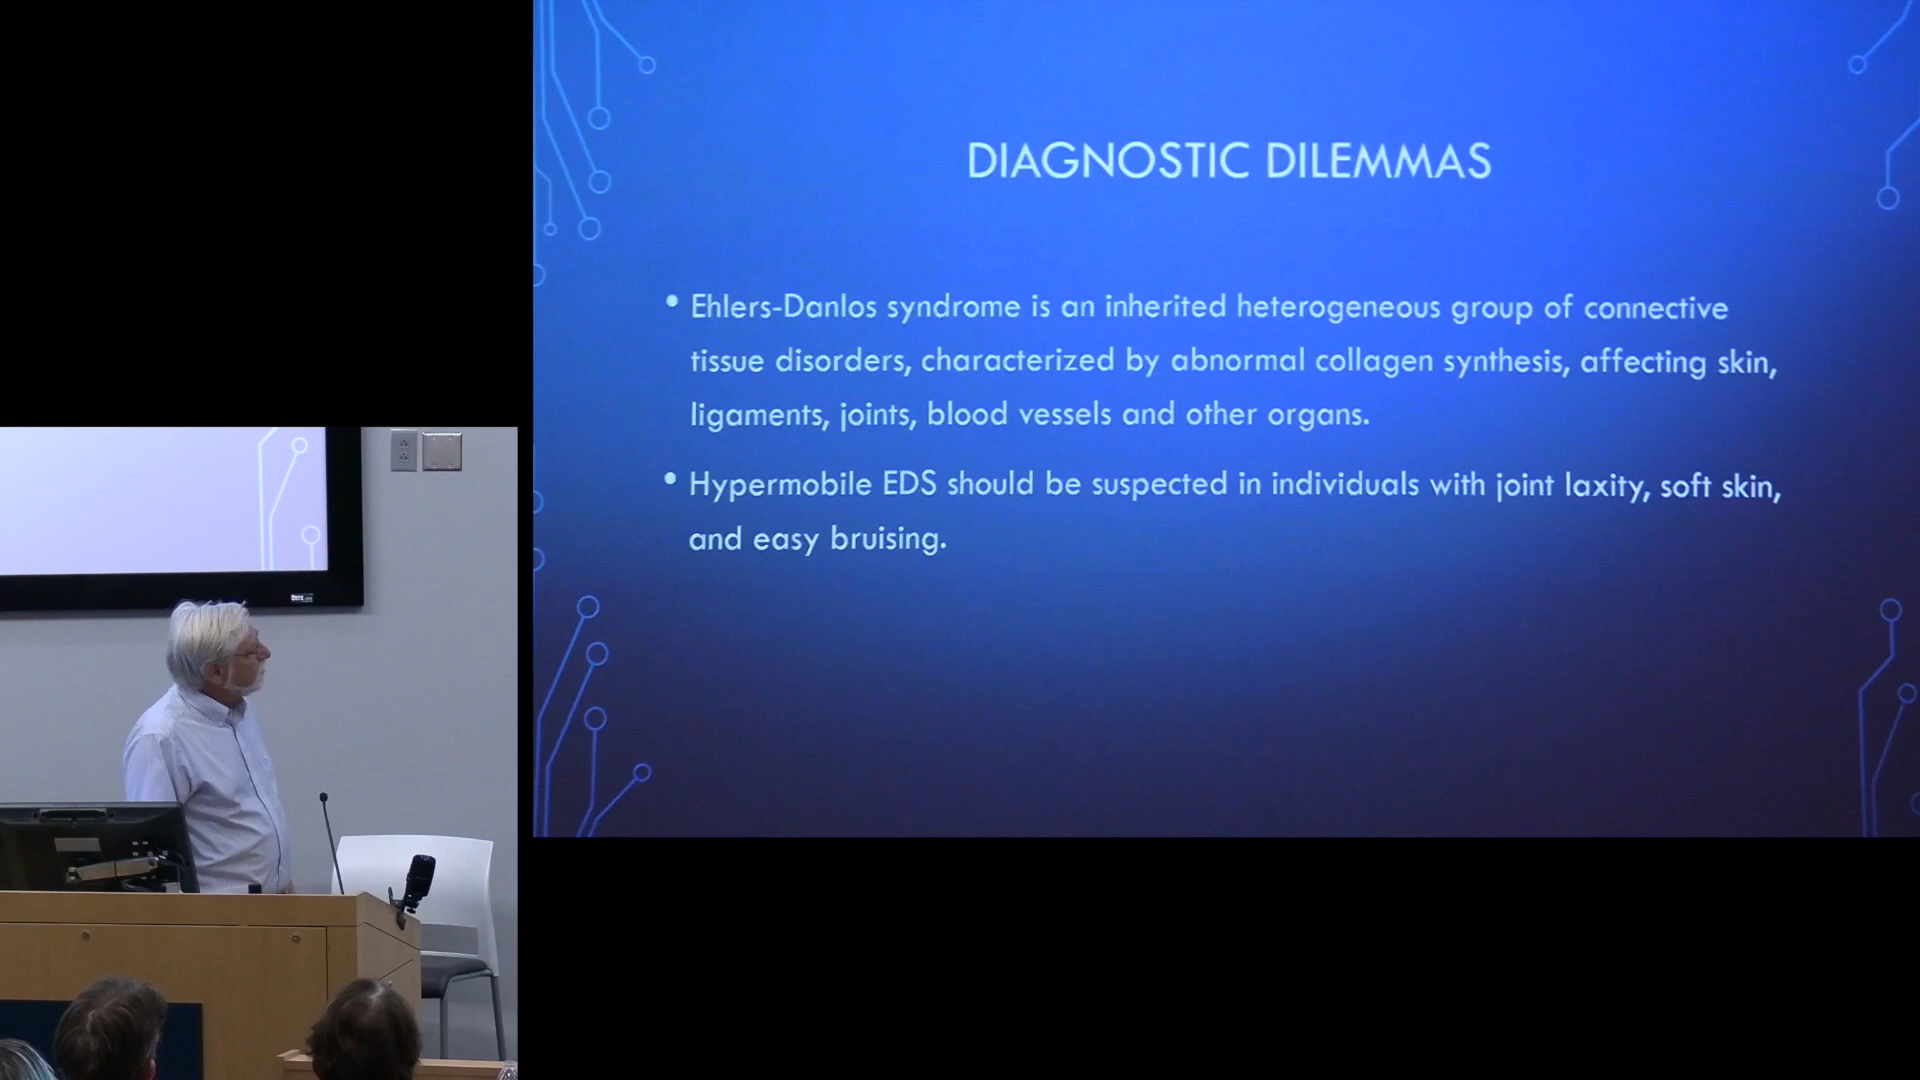 DIAGNOSTIC DILEMMAS
• Ehlers-Danlos syndrome is an inherited heterogeneous group of connective
tissue disorders, characterized by abnormal collagen synthesis, affecting skin,
ligaments, joints, blood vessels and other organs.
• Hypermobile EDS should be suspected in individuals with joint laxity, soft skin,
and easy bruising.